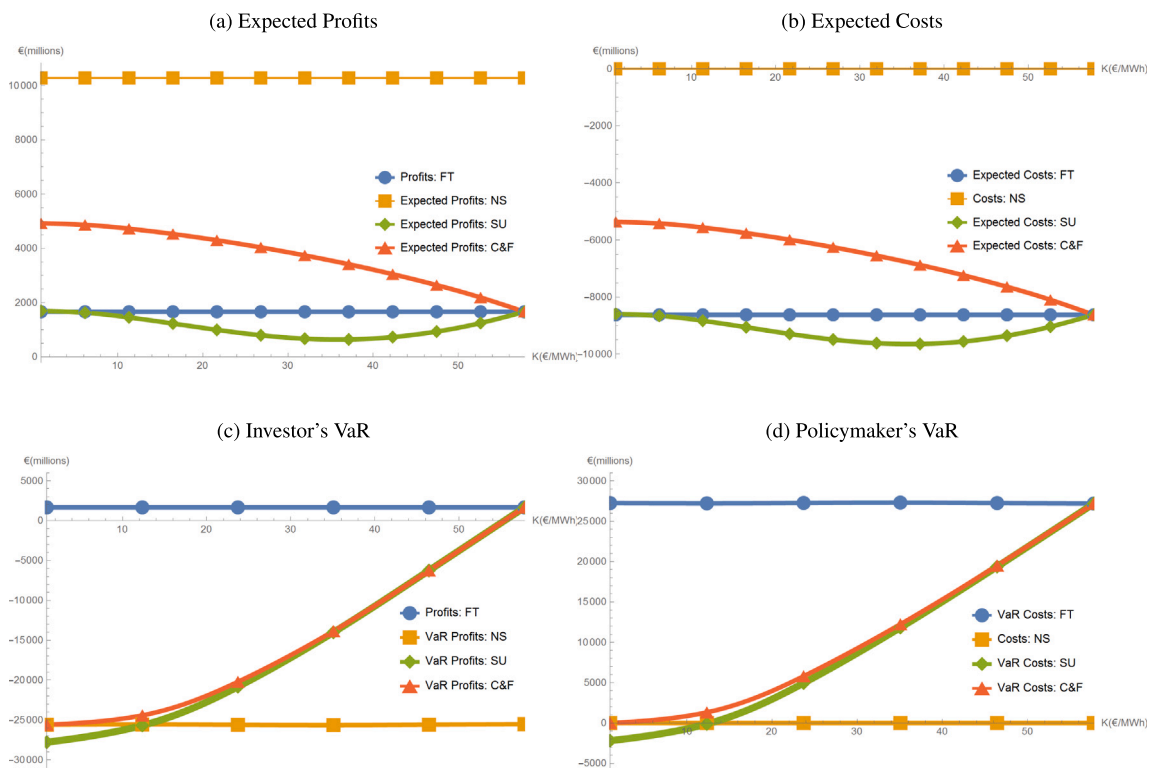 (a) Expected Profits
€(millions)
10000
8000
6000
4000
2000
0
10
20
30
40
50
K(€/MWh)
Profits: FT
Expected Profits: NS
Expected Profits: SU
Expected Profits: C&F
(b) Expected Costs
€(millions)
0
−2000
−4000
−6000
−8000
−10000
10
20
30
40
50
K(€/MWh)
Expected Costs: FT
Costs: NS
Expected Costs: SU
Expected Costs: C&F
(c) Investor's VaR
€(millions)
5000
0
−5000
−10000
−15000
−20000
−25000
−30000
10
20
30
40
50
K(€/MWh)
Profits: FT
VaR Profits: NS
VaR Profits: SU
VaR Profits: C&F
(d) Policymaker's VaR
€(millions)
30000
25000
20000
15000
10000
5000
0
−5000
10
20
30
40
50
K(€/MWh)
VaR Costs: FT
Costs: NS
VaR Costs: SU
VaR Costs: C&F